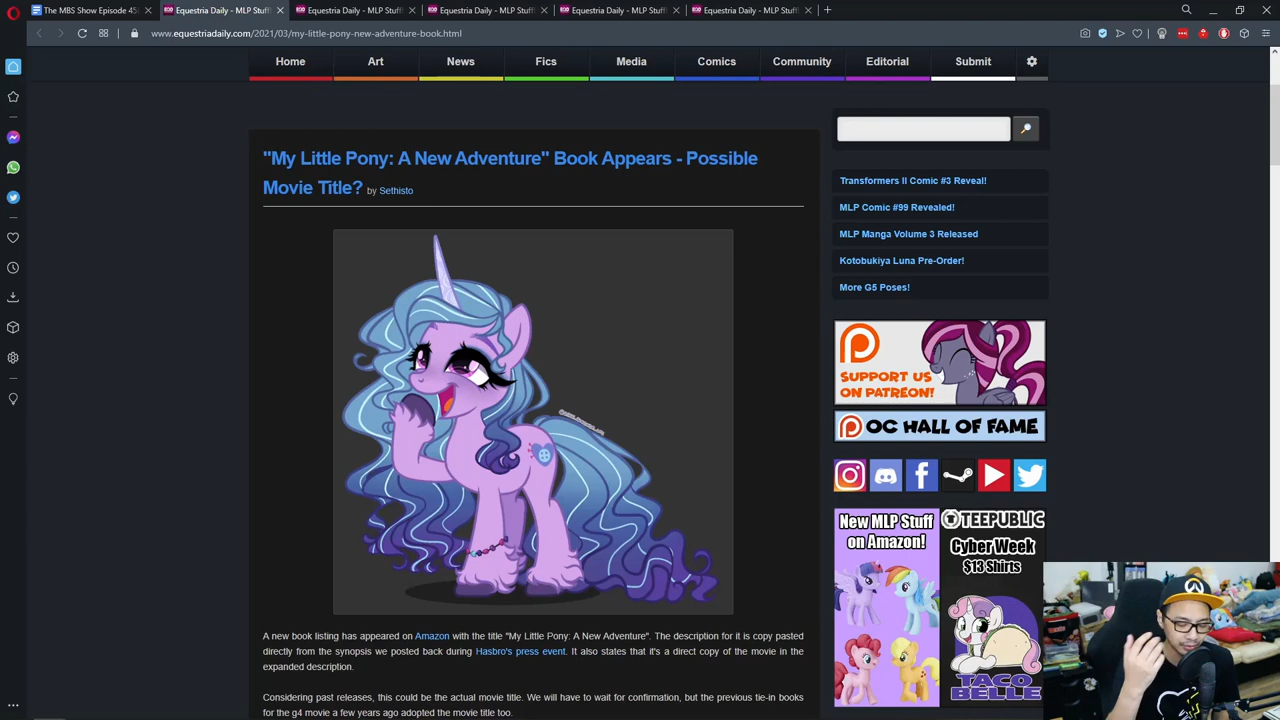 The MBS Show Episode 45
Equestria Daily - MLP Stuff
Equestria Daily - MLP Stuff
Equestria Daily - MLP Stuff
Equestria Daily - MLP Stuff
Equestria Daily - MLP Stuff
www.equestriadaily.com/2021/03/my-little-pony-new-adventure-book.html
Home Art News Fics Media Comics Community Editorial Submit
"My Little Pony: A New Adventure" Book Appears - Possible
Movie Title? by Sethisto
A new book listing has appeared on Amazon with the title "My Little Pony: A New Adventure". The description for it is copy pasted
directly from the synopsis we posted back during Hasbro's press event. It also states that it's a direct copy of the movie in the
expanded description.
Considering past releases, this could be the actual movie title. We will have to wait for confirmation, but the previous tie-in books
for the g4 movie a few years ago adopted the movie title too.
Transformers II Comic #3 Reveal!
MLP Comic #99 Revealed!
MLP Manga Volume 3 Released
Kotobukiya Luna Pre-Order!
More G5 Poses!
SUPPORT US
ON PATREON!
OC HALL OF FAME
New MLP Stuff
on Amazon!
TEEPUBLIC
Cyber Week
$13 Shirts
TACO
BELLE